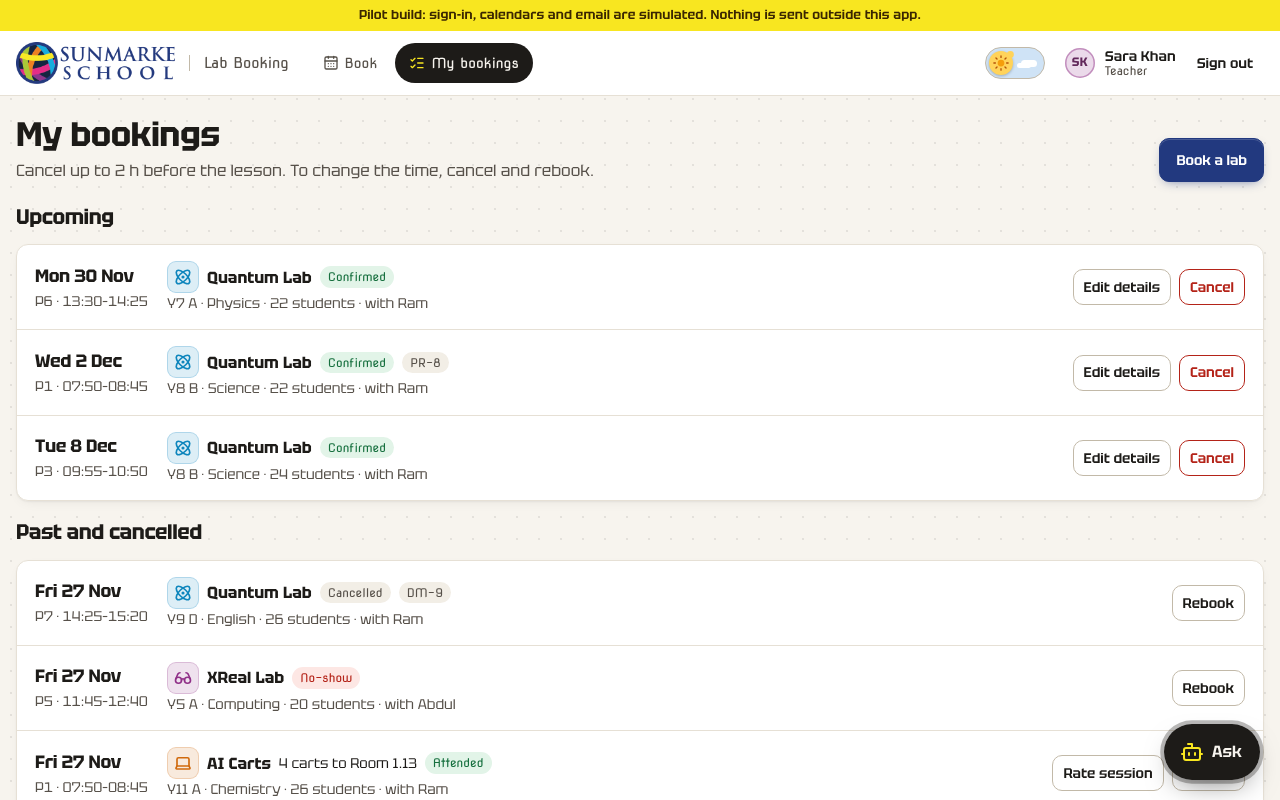 Pilot build: sign-in, calendars and email are simulated. Nothing is sent outside this app.
SUNMARKE SCHOOL
Lab Booking
Book
My bookings
SK
Sara Khan
Teacher
Sign out
My bookings
Cancel up to 2 h before the lesson. To change the time, cancel and rebook.
Book a lab
Upcoming
Mon 30 Nov
P6 · 13:30-14:25
Quantum Lab Confirmed
Y7 A · Physics · 22 students · with Ram
Edit details Cancel
Wed 2 Dec
P1 · 07:50-08:45
Quantum Lab Confirmed PR-8
Y8 B · Science · 22 students · with Ram
Edit details Cancel
Tue 8 Dec
P3 · 09:55-10:50
Quantum Lab Confirmed
Y8 B · Science · 24 students · with Ram
Edit details Cancel
Past and cancelled
Fri 27 Nov
P7 · 14:25-15:20
Quantum Lab Cancelled DM-9
Y9 D · English · 26 students · with Ram
Rebook
Fri 27 Nov
P5 · 11:45-12:40
XReal Lab No-show
Y5 A · Computing · 20 students · with Abdul
Rebook
Fri 27 Nov
P1 · 07:50-08:45
AI Carts 4 carts to Room 1.13 Attended
Y11 A · Chemistry · 26 students · with Ram
Rate session
Ask